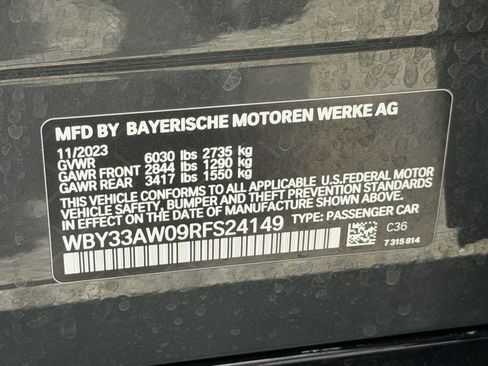 MFD BY BAYERISCHE MOTOREN WERKE AG
11/2023
GVWR 6030 lbs 2735 kg
GAWR FRONT 2844 lbs 1290 kg
GAWR REAR 3417 lbs 1550 kg
THIS VEHICLE CONFORMS TO ALL APPLICABLE U.S.FEDERAL MOTOR
VEHICLE SAFETY, BUMPER AND THEFT PREVENTION STANDARDS
IN EFFECT ON THE DATE OF MANUFACTURE SHOWN ABOVE.
WBY33AW09RFS24149 TYPE: PASSENGER CAR
C36
7 315 814